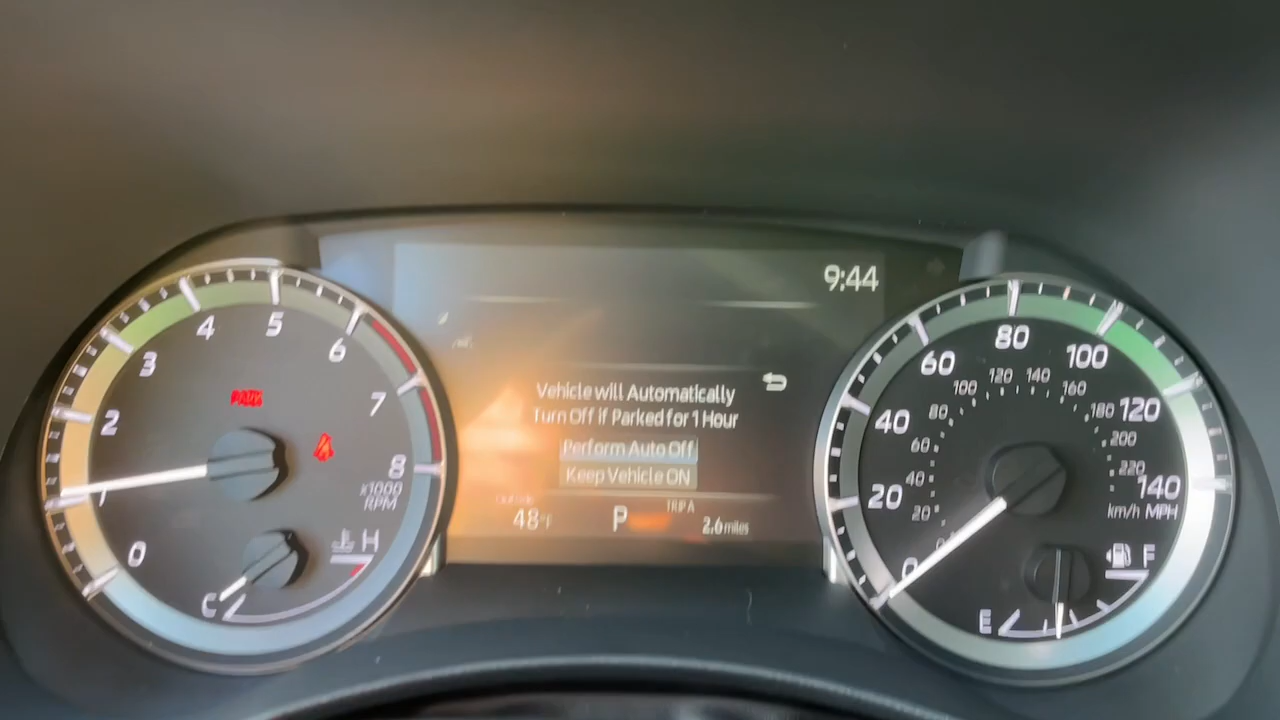 9:44
Vehicle will Automatically
Turn Off if Parked for 1 Hour
Perform Auto Off
Keep Vehicle ON
48°F
P
TRIP A
2.6 miles
0
1
2
3
4
5
6
7
8
x1000
RPM
C
H
0
20
40
60
80
100
120
140
20
40
60
80
100
120
140
160
180
200
220
km/h MPH
E
F